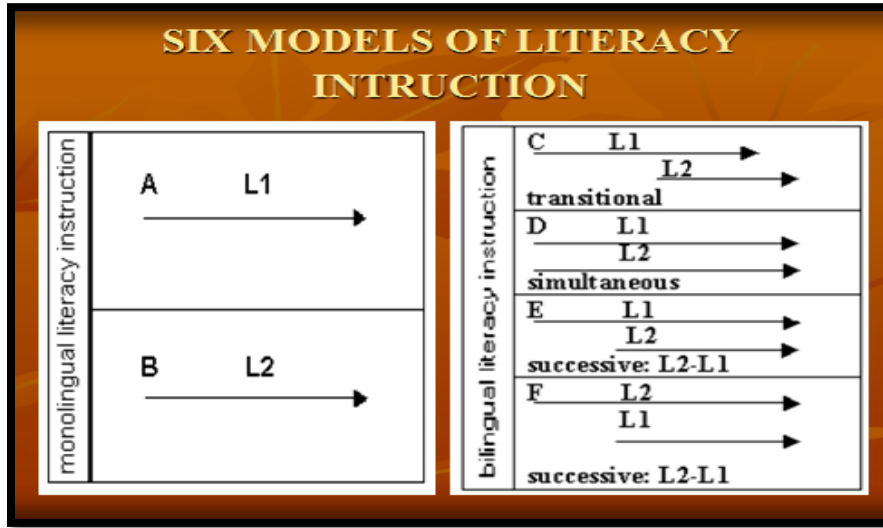 SIX MODELS OF LITERACY
INTRUCTION
monolingual literacy instruction
A L1
B L2
bilingual literacy instruction
C L1
L2
transitional
D L1
L2
simultaneous
E L1
L2
successive: L2-L1
F L2
L1
successive: L2-L1